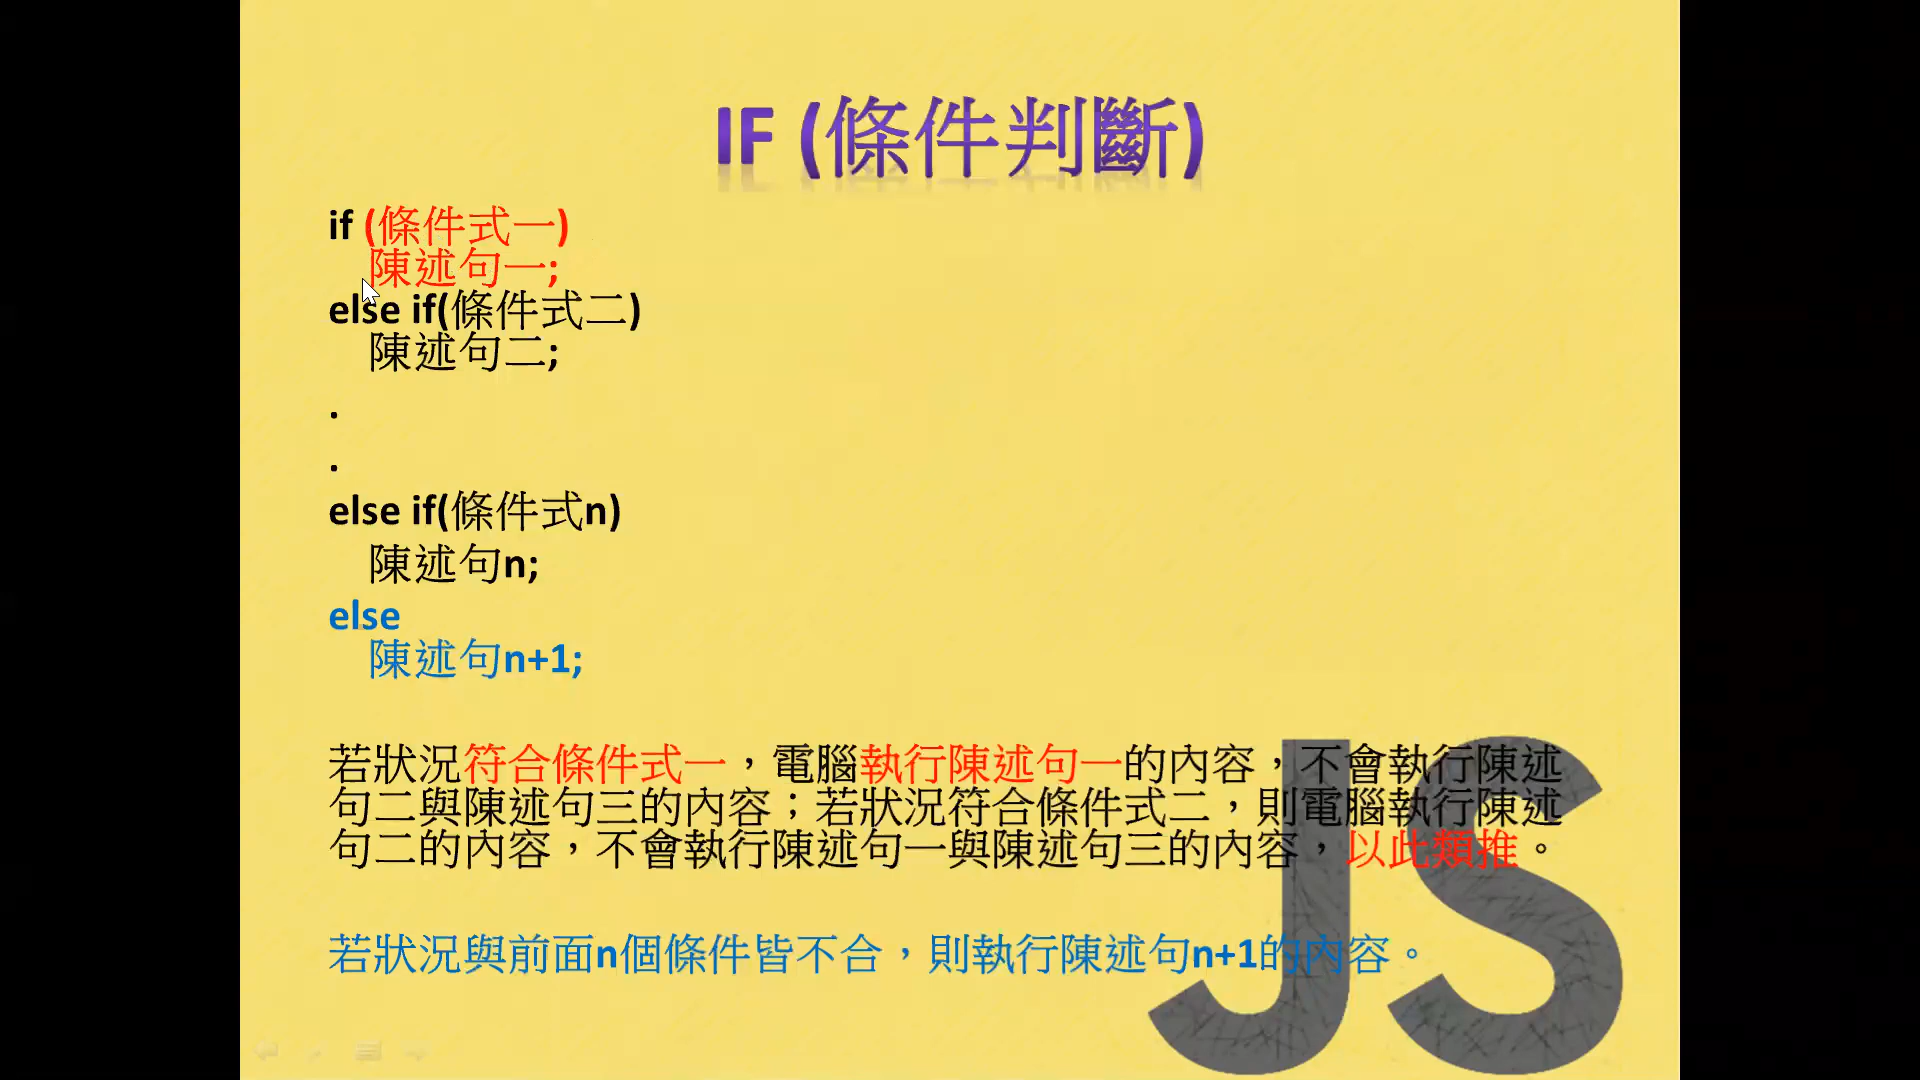 IF (條件判斷)
if (條件式一)
陳述句一;
else if(條件式二)
陳述句二;
.
.
else if(條件式n)
陳述句n;
else
陳述句n+1;
若狀況符合條件式一，電腦執行陳述句一的內容，不會執行陳述
句二與陳述句三的內容；若狀況符合條件式二，則電腦執行陳述
句二的內容，不會執行陳述句一與陳述句三的內容，以此類推。
若狀況與前面n個條件皆不合，則執行陳述句n+1的內容。
JS